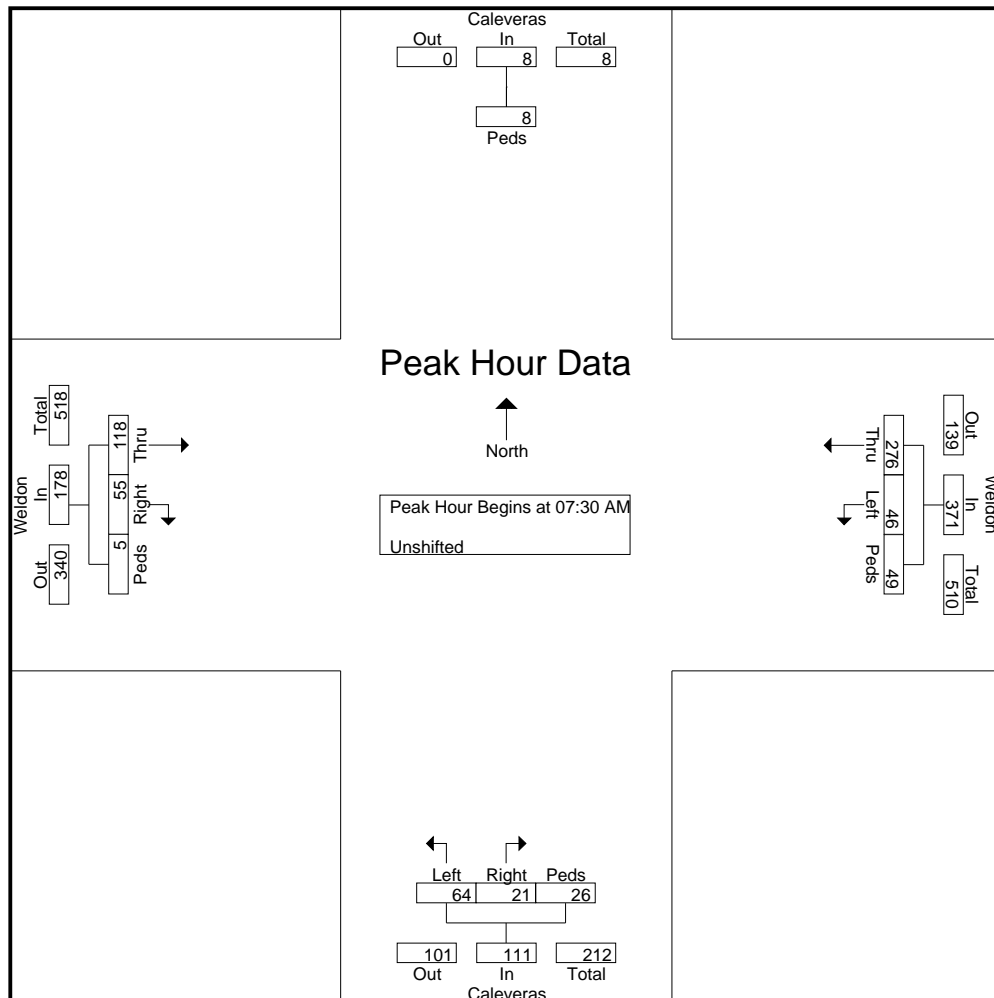 Caleveras
Out In Total
0 8 8
8
Peds
Peak Hour Data
North
Peak Hour Begins at 07:30 AM
Unshifted
Weldon
Out In Total
340 178 518
5 55 118
Peds Right Thru
Weldon
Out In Total
139 371 510
276 46 49
Thru Left Peds
Left Right Peds
64 21 26
101 111 212
Out In Total
Caleveras